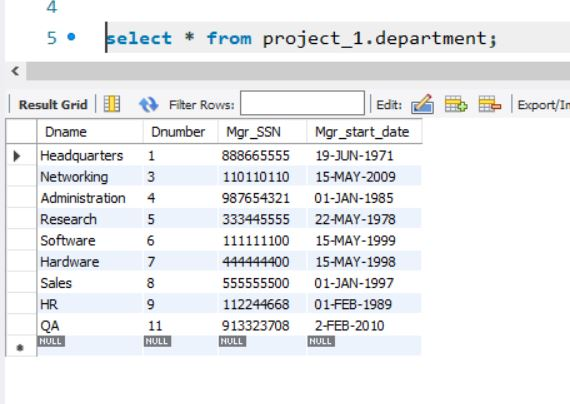 4
5 select * from project_1.department;
Result Grid Filter Rows: Edit: Export/Im
Dname Dnumber Mgr_SSN Mgr_start_date
Headquarters 1 888665555 19-JUN-1971
Networking 3 110110110 15-MAY-2009
Administration 4 987654321 01-JAN-1985
Research 5 333445555 22-MAY-1978
Software 6 111111100 15-MAY-1999
Hardware 7 444444400 15-MAY-1998
Sales 8 555555500 01-JAN-1997
HR 9 112244668 01-FEB-1989
QA 11 913323708 2-FEB-2010
NULL NULL NULL NULL